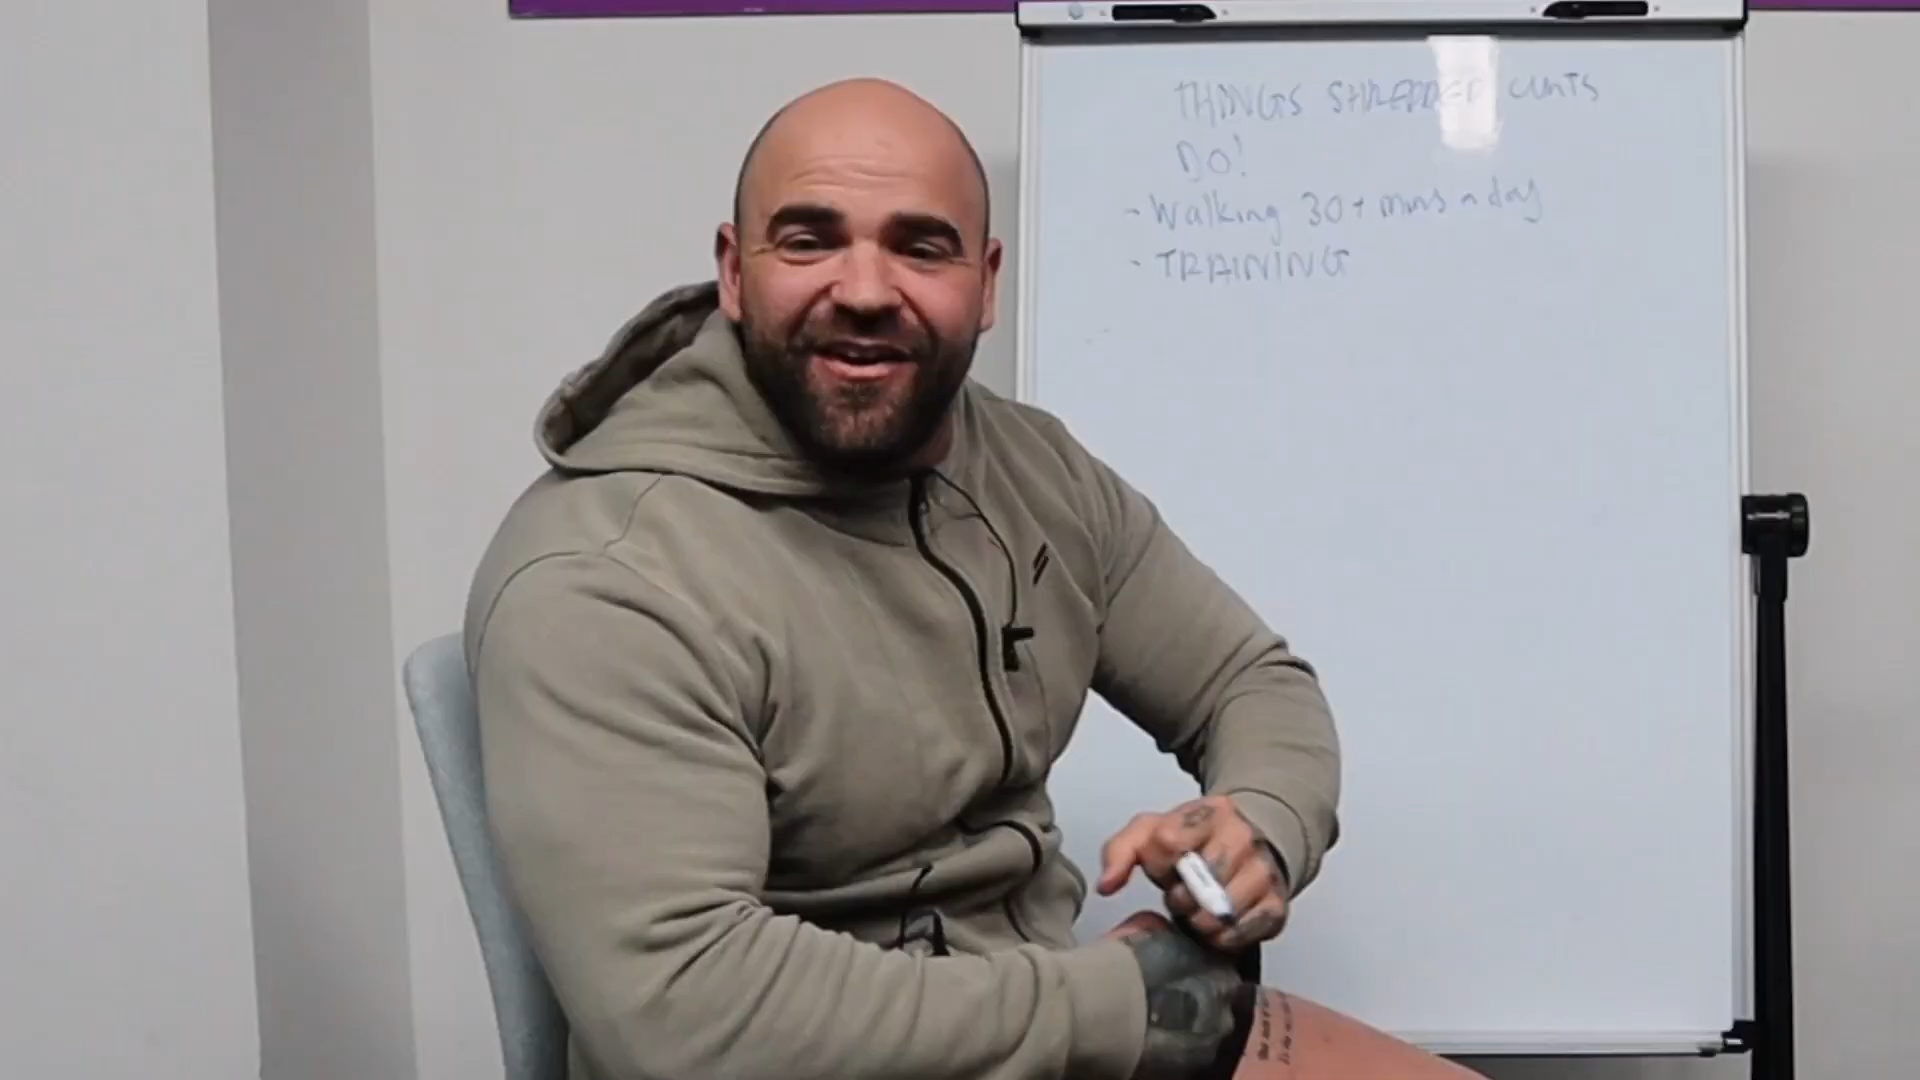 THINGS SHREDDED CUNTS
DO!
- Walking 30+ mins a day
- TRAINING